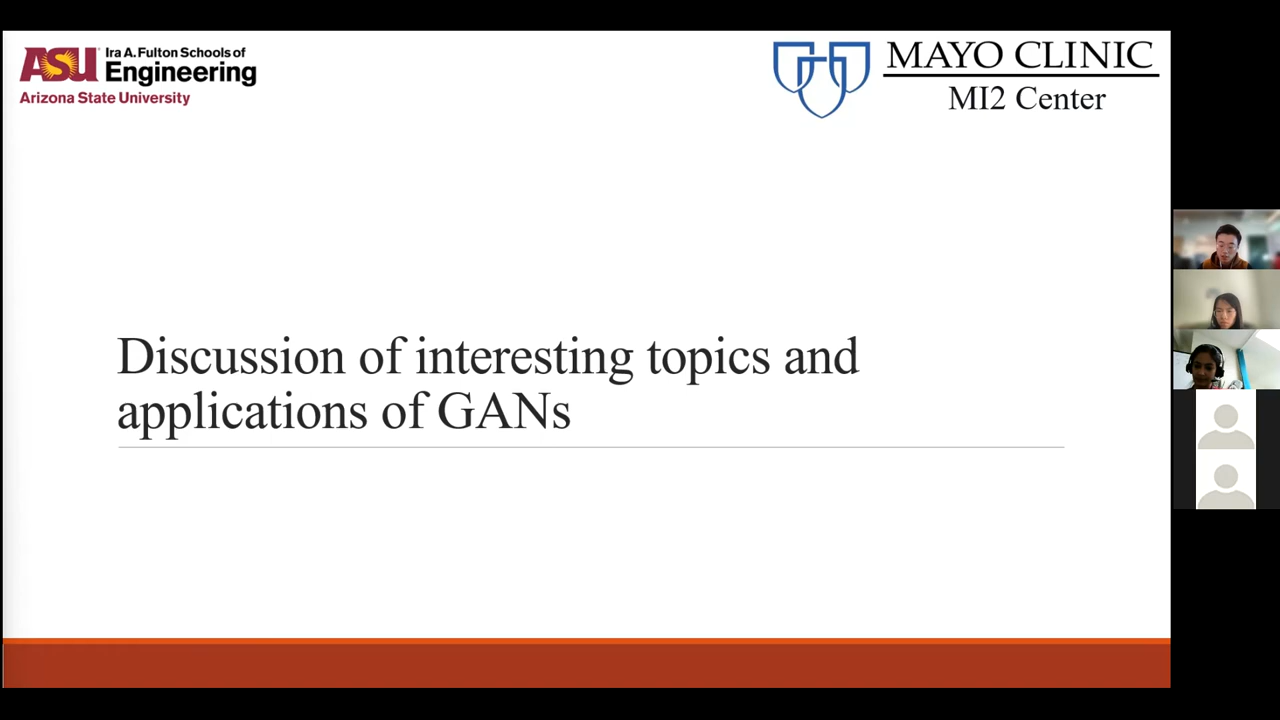 ASU Ira A. Fulton Schools of
Engineering
Arizona State University
MAYO CLINIC
MI2 Center
Discussion of interesting topics and
applications of GANs